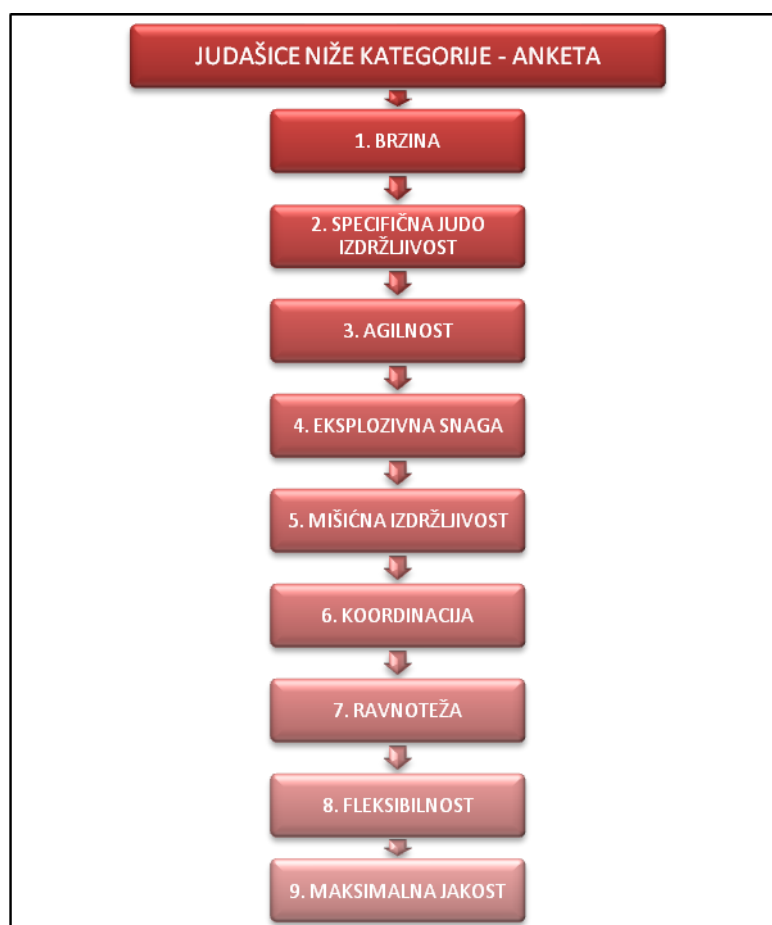 JUDAŠICE NIŽE KATEGORIJE - ANKETA
1. BRZINA
2. SPECIFIČNA JUDO
IZDRŽLJIVOST
3. AGILNOST
4. EKSPLOZIVNA SNAGA
5. MIŠIĆNA IZDRŽLJIVOST
6. KOORDINACIJA
7. RAVNOTEŽA
8. FLEKSIBILNOST
9. MAKSIMALNA JAKOST